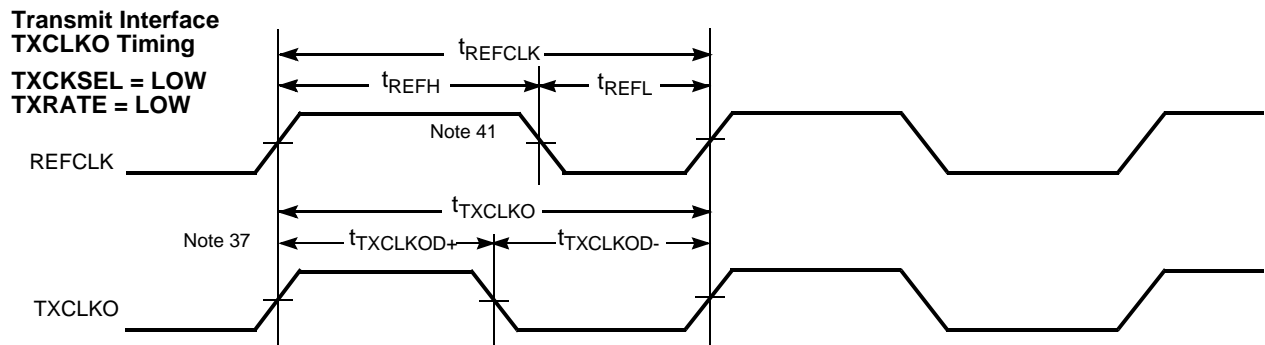 Transmit Interface
TXCLKO Timing
TXCKSEL = LOW
TXRATE = LOW
tREFCLK
tREFH
tREFL
Note 41
REFCLK
tTXCLKO
Note 37
tTXCLKOD+
tTXCLKOD-
TXCLKO